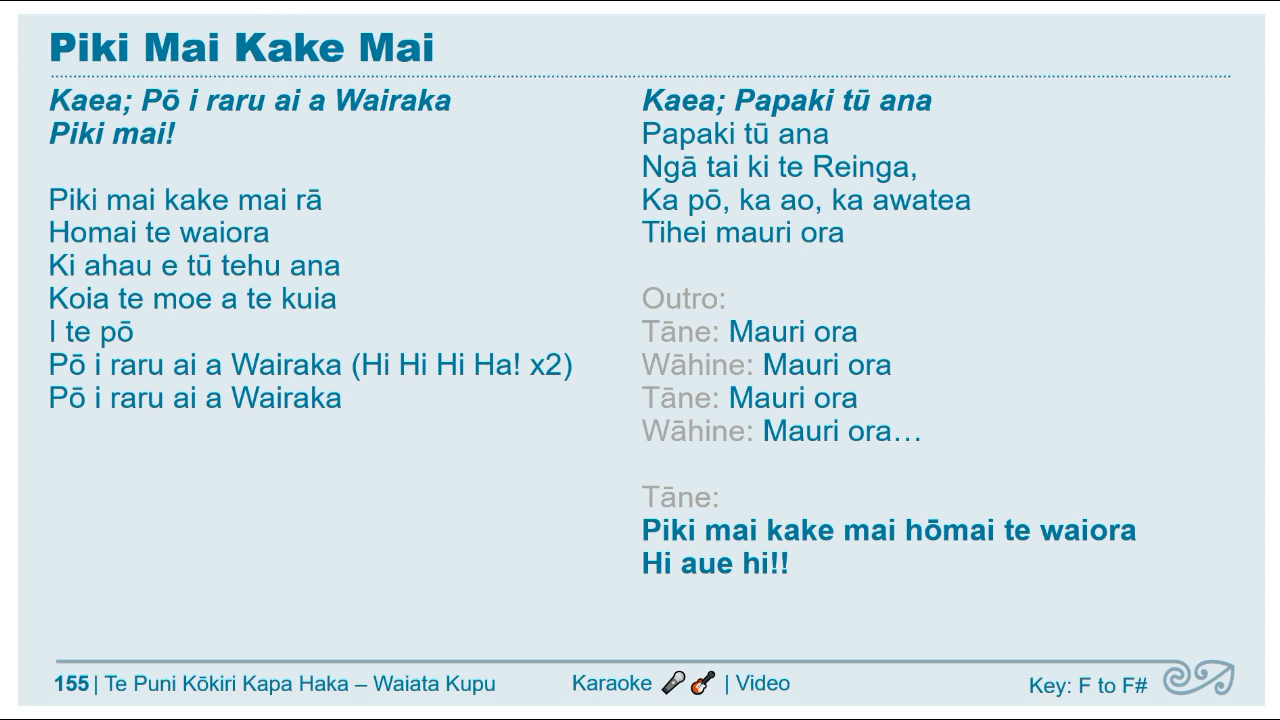 Piki Mai Kake Mai
Kaea; Pō i raru ai a Wairaka
Piki mai!
Piki mai kake mai rā
Homai te waiora
Ki ahau e tū tehu ana
Koia te moe a te kuia
I te pō
Pō i raru ai a Wairaka (Hi Hi Hi Ha! x2)
Pō i raru ai a Wairaka
Kaea; Papaki tū ana
Papaki tū ana
Ngā tai ki te Reinga,
Ka pō, ka ao, ka awatea
Tihei mauri ora
Outro:
Tāne: Mauri ora
Wāhine: Mauri ora
Tāne: Mauri ora
Wāhine: Mauri ora…
Tāne:
Piki mai kake mai hōmai te waiora
Hi aue hi!!
155 | Te Puni Kōkiri Kapa Haka – Waiata Kupu
Karaoke 🎤 🎸 | Video
Key: F to F#